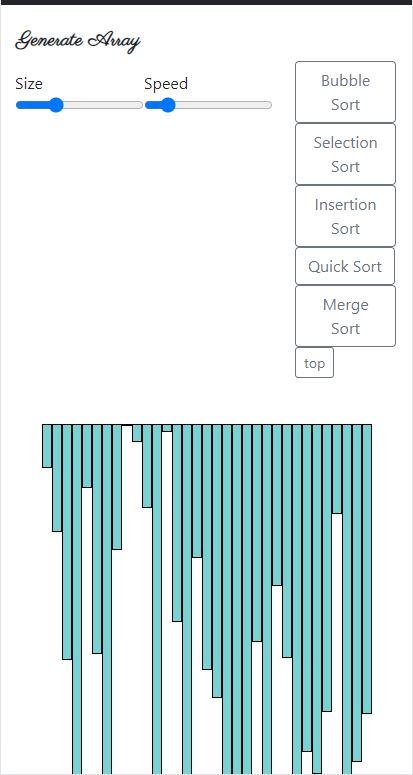 Generate Array
Size
Speed
Bubble
Sort
Selection
Sort
Insertion
Sort
Quick Sort
Merge
Sort
top